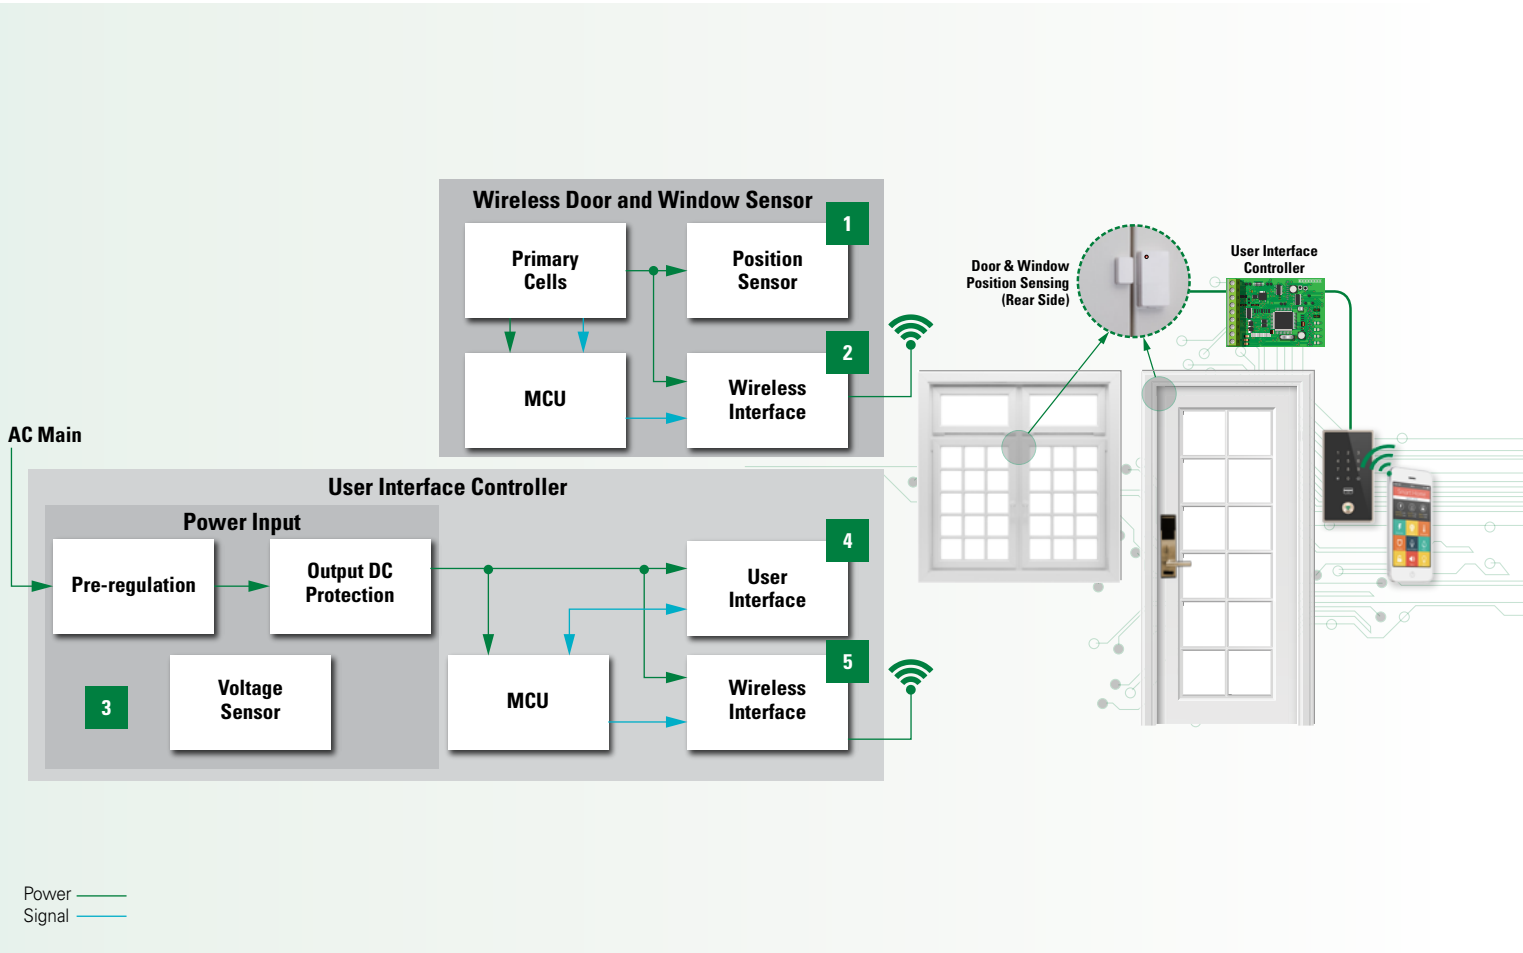 Wireless Door and Window Sensor
1
Primary
Cells
Position
Sensor
2
MCU
Wireless
Interface
AC Main
User Interface Controller
Power Input
Pre-regulation
Output DC
Protection
4
User
Interface
3
Voltage
Sensor
MCU
5
Wireless
Interface
Door & Window
Position Sensing
(Rear Side)
User Interface
Controller
Power
Signal